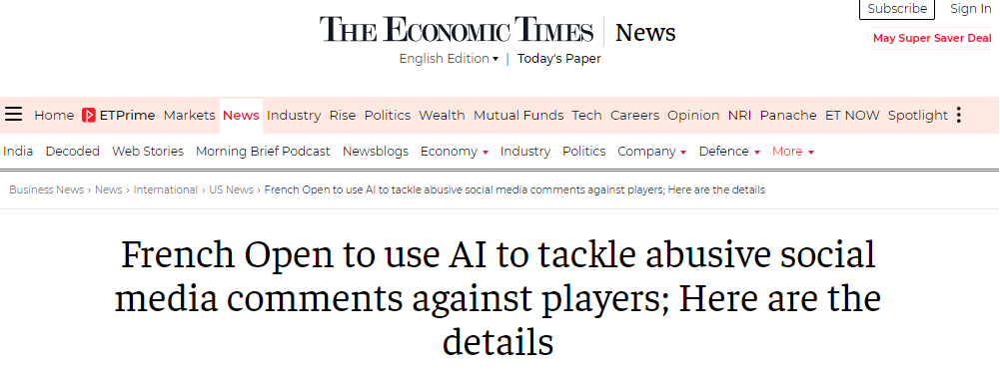 Subscribe Sign In
THE ECONOMIC TIMES News
May Super Saver Deal
English Edition Today's Paper
Home ETPrime Markets News Industry Rise Politics Wealth Mutual Funds Tech Careers Opinion NRI Panache ET NOW Spotlight
India Decoded Web Stories Morning Brief Podcast Newsblogs Economy Industry Politics Company Defence More
Business News › News › International › US News › French Open to use AI to tackle abusive social media comments against players; Here are the details
French Open to use AI to tackle abusive social
media comments against players; Here are the
details